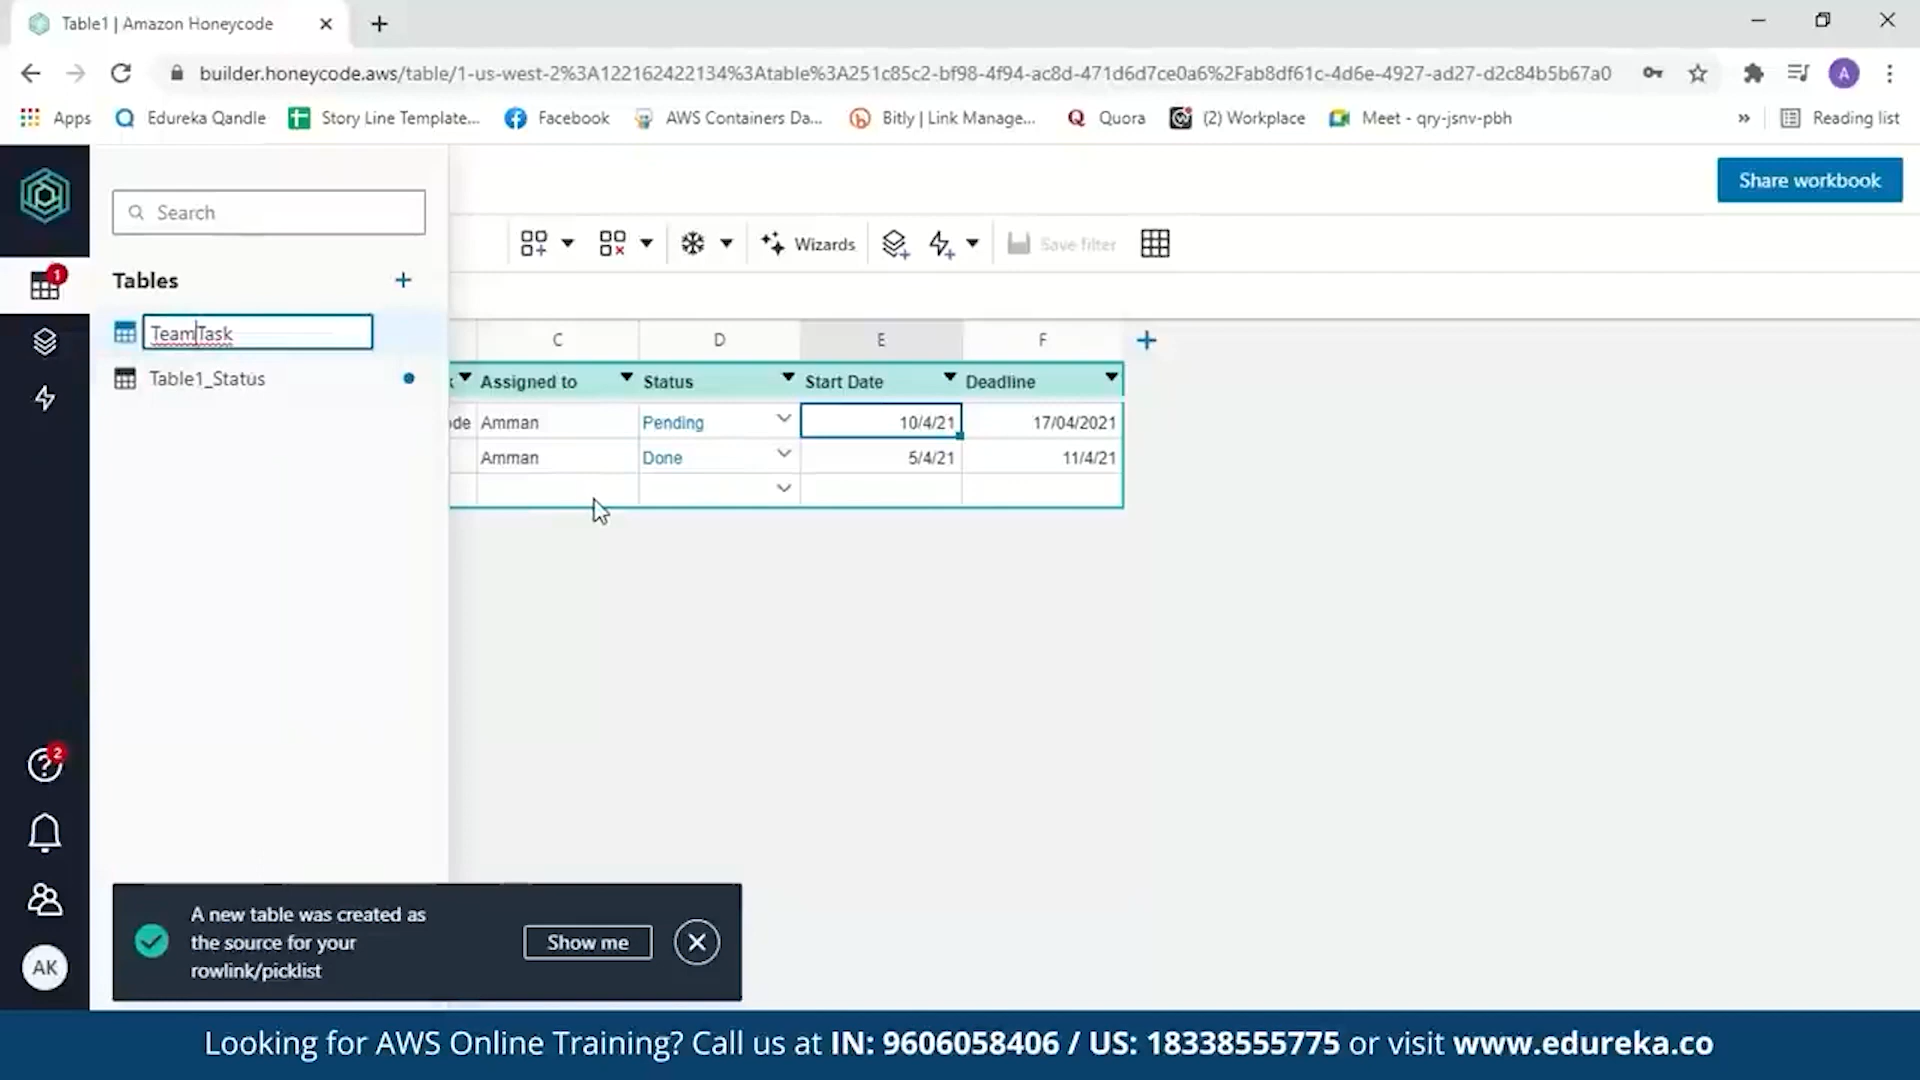 Table1 | Amazon Honeycode
builder.honeycode.aws/table/1-us-west-2%3A122162422134%3Atable%3A251c85c2-bf98-4f94-ac8d-471d6d7ce0a6%2Fab8df61c-4d6e-4927-ad27-d2c84b5b67a0
A
Apps Edureka Qandle Story Line Template... Facebook AWS Containers Da... Bitly | Link Manage... Quora (2) Workplace Meet - qry-jsnv-pbh » Reading list
Share workbook
Search
Wizards Save filter
1
Tables
TeamTask
Table1_Status
C D E F
k Assigned to Status Start Date Deadline
ode Amman Pending 10/4/21 17/04/2021
Amman Done 5/4/21 11/4/21
2
AK
A new table was created as
the source for your
rowlink/picklist
Show me
Looking for AWS Online Training? Call us at IN: 9606058406 / US: 18338555775 or visit www.edureka.co